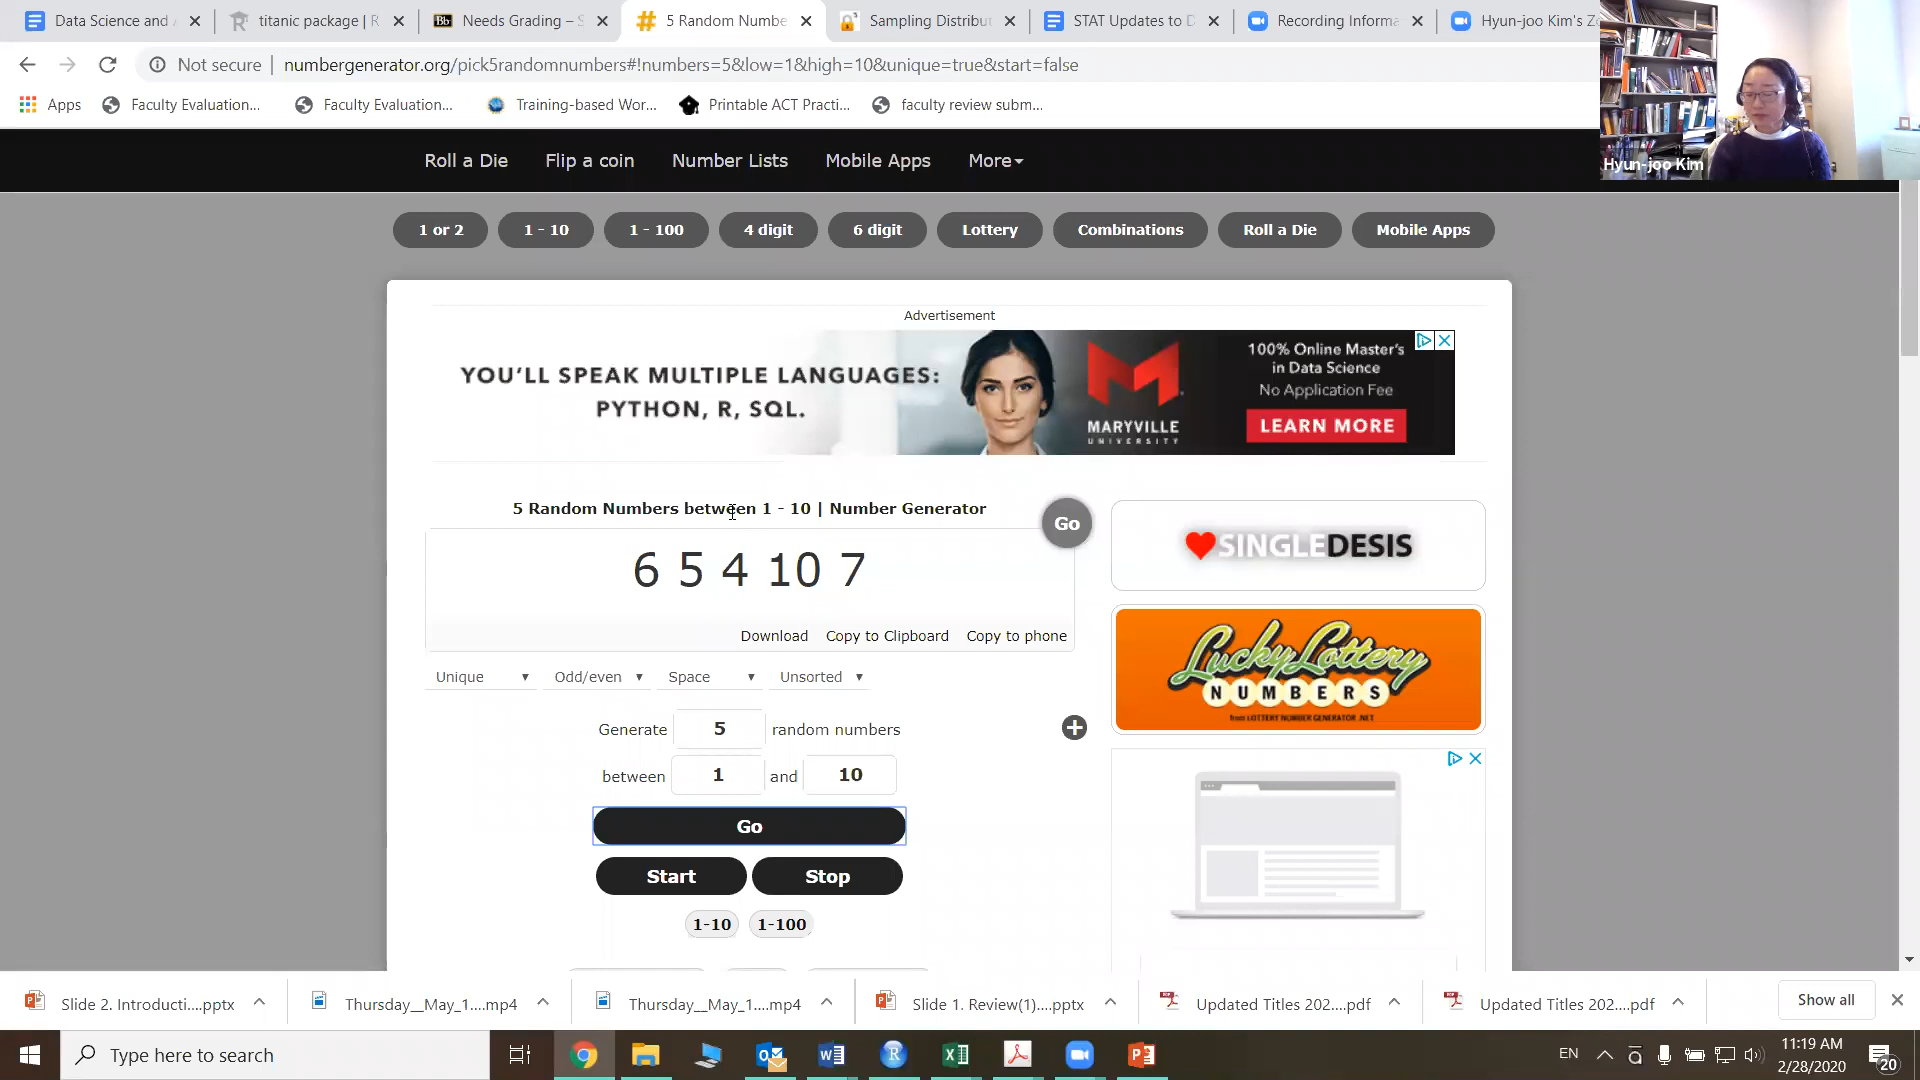 Data Science and
titanic package | R
Needs Grading – S
5 Random Numbe
Sampling Distribut
STAT Updates to D
Recording Informa
Hyun-joo Kim's Zo
Not secure | numbergenerator.org/pick5randomnumbers#!numbers=5&low=1&high=10&unique=true&start=false
Apps Faculty Evaluation... Faculty Evaluation... Training-based Wor... Printable ACT Practi... faculty review subm...
Hyun-joo Kim
Roll a Die Flip a coin Number Lists Mobile Apps More
1 or 2 1 - 10 1 - 100 4 digit 6 digit Lottery Combinations Roll a Die Mobile Apps
Advertisement
YOU'LL SPEAK MULTIPLE LANGUAGES:
PYTHON, R, SQL.
MARYVILLE
UNIVERSITY
100% Online Master's
in Data Science
No Application Fee
LEARN MORE
5 Random Numbers between 1 - 10 | Number Generator
Go
6 5 4 10 7
Download Copy to Clipboard Copy to phone
Unique Odd/even Space Unsorted
Generate 5 random numbers
between 1 and 10
Go
Start Stop
1-10 1-100
SINGLEDESIS
Lucky Lottery
NUMBERS
from LOTTERY NUMBER GENERATOR .NET
Slide 2. Introducti....pptx Thursday__May_1....mp4 Thursday__May_1....mp4 Slide 1. Review(1)....pptx Updated Titles 202....pdf Updated Titles 202....pdf Show all
Type here to search
EN
11:19 AM
2/28/2020
20